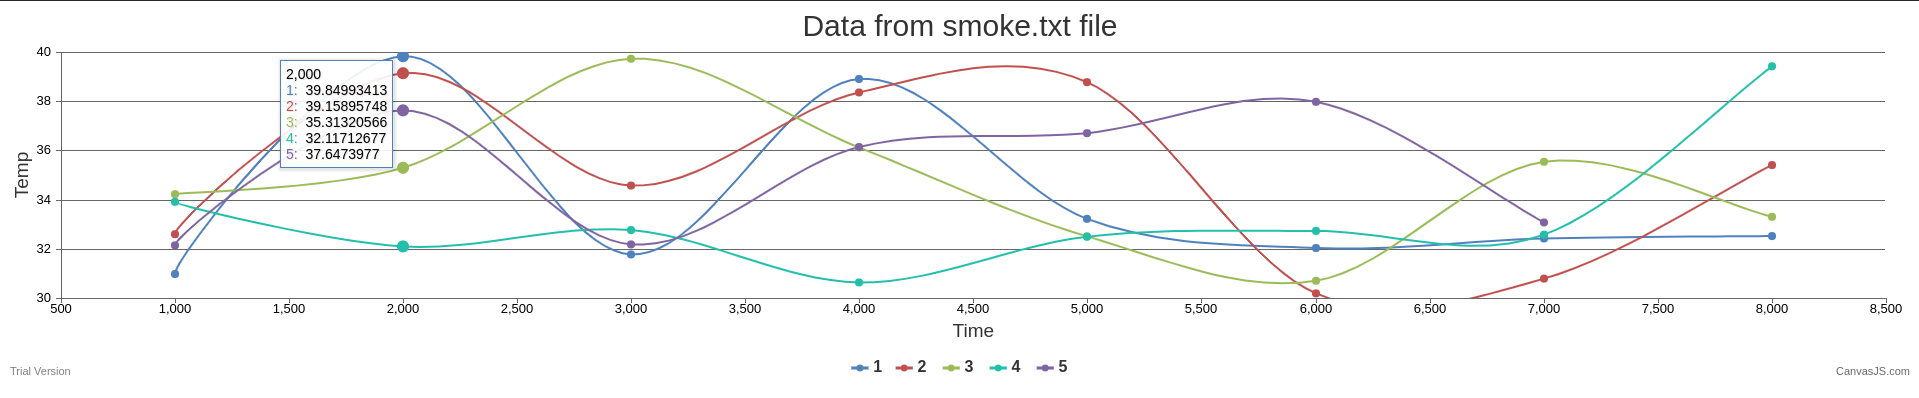 Data from smoke.txt file
40
38
36
34
32
30
Temp
2,000
1: 39.84993413
2: 39.15895748
3: 35.31320566
4: 32.11712677
5: 37.6473977
500 1,000 1,500 2,000 2,500 3,000 3,500 4,000 4,500 5,000 5,500 6,000 6,500 7,000 7,500 8,000 8,500
Time
1 2 3 4 5
Trial Version
CanvasJS.com